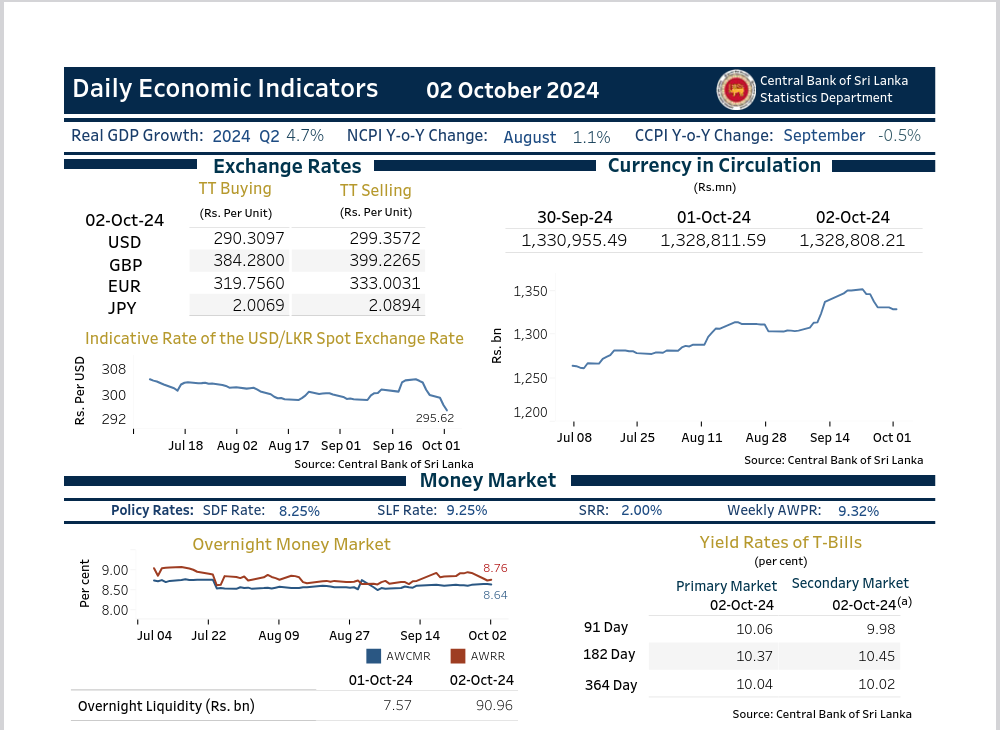 Daily Economic Indicators 02 October 2024
Central Bank of Sri Lanka
Statistics Department
Real GDP Growth: 2024 Q2 4.7% NCPI Y-o-Y Change: August 1.1% CCPI Y-o-Y Change: September -0.5%
Exchange Rates
TT Buying TT Selling
(Rs. Per Unit) (Rs. Per Unit)
02-Oct-24
USD 290.3097 299.3572
GBP 384.2800 399.2265
EUR 319.7560 333.0031
JPY 2.0069 2.0894
Indicative Rate of the USD/LKR Spot Exchange Rate
Rs. Per USD
308
300
292
295.62
Jul 18 Aug 02 Aug 17 Sep 01 Sep 16 Oct 01
Source: Central Bank of Sri Lanka
Currency in Circulation
(Rs.mn)
30-Sep-24 01-Oct-24 02-Oct-24
1,330,955.49 1,328,811.59 1,328,808.21
Rs. bn
1,350
1,300
1,250
1,200
Jul 08 Jul 25 Aug 11 Aug 28 Sep 14 Oct 01
Source: Central Bank of Sri Lanka
Money Market
Policy Rates: SDF Rate: 8.25% SLF Rate: 9.25% SRR: 2.00% Weekly AWPR: 9.32%
Overnight Money Market
Per cent
9.00
8.50
8.00
8.76
8.64
Jul 04 Jul 22 Aug 09 Aug 27 Sep 14 Oct 02
AWCMR AWRR
01-Oct-24 02-Oct-24
Overnight Liquidity (Rs. bn) 7.57 90.96
Yield Rates of T-Bills
(per cent)
Primary Market Secondary Market
02-Oct-24 02-Oct-24(a)
91 Day 10.06 9.98
182 Day 10.37 10.45
364 Day 10.04 10.02
Source: Central Bank of Sri Lanka